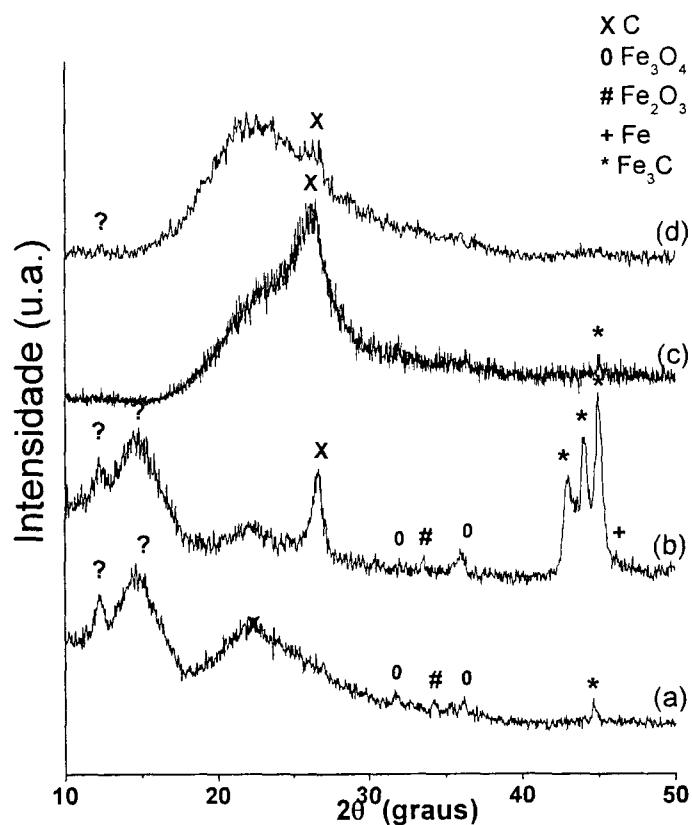 X C
0 Fe₃O₄
# Fe₂O₃
+ Fe
* Fe₃C
X
?
(d)
X
*
(c)
*
?
?
X
*
*
0
#
0
+
(b)
?
?
X
0
#
0
*
(a)
Intensidade (u.a.)
10 20 30 40 50
2θ (graus)